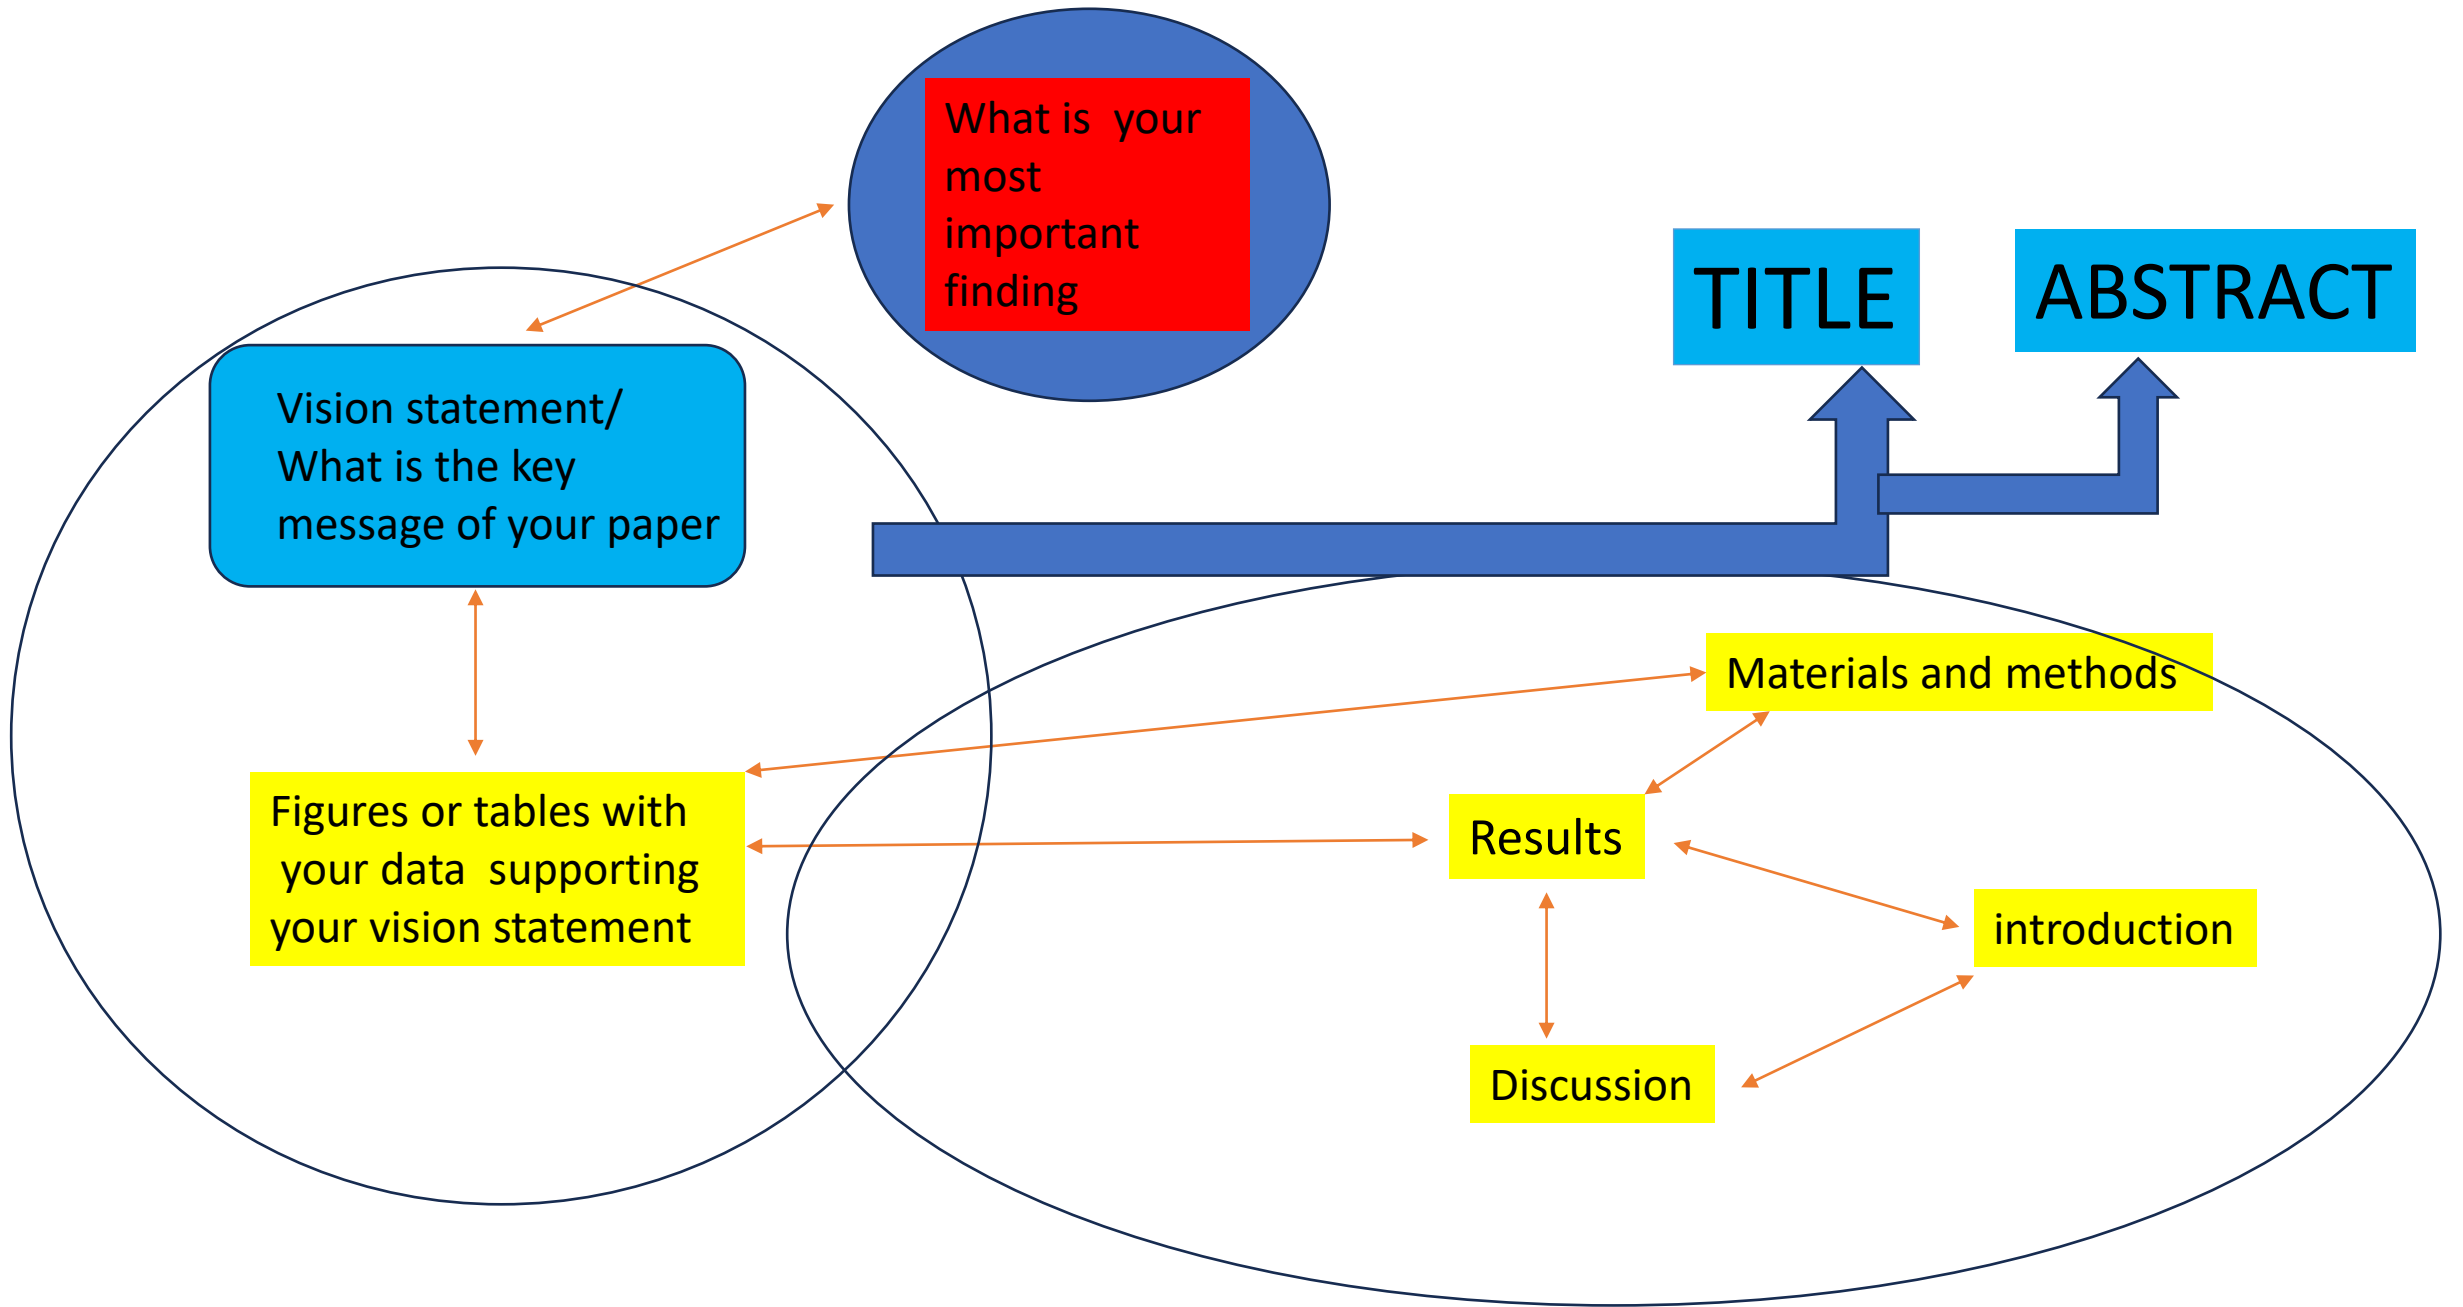 What is  your
most
important
finding
TITLE
ABSTRACT
Vision statement/
What is the key
message of your paper
Materials and methods
Figures or tables with
your data  supporting
your vision statement
Results
introduction
Discussion